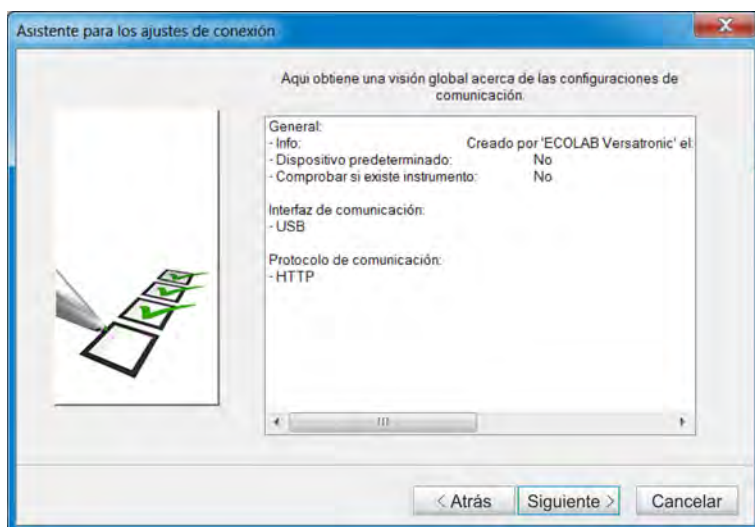 Asistente para los ajustes de conexión
Aqui obtiene una visión global acerca de las configuraciones de
comunicación.
General:
- Info: Creado por 'ECOLAB Versatronic' el:
- Dispositivo predeterminado: No
- Comprobar si existe instrumento: No
Interfaz de comunicación:
- USB
Protocolo de comunicación:
- HTTP
< Atrás Siguiente > Cancelar